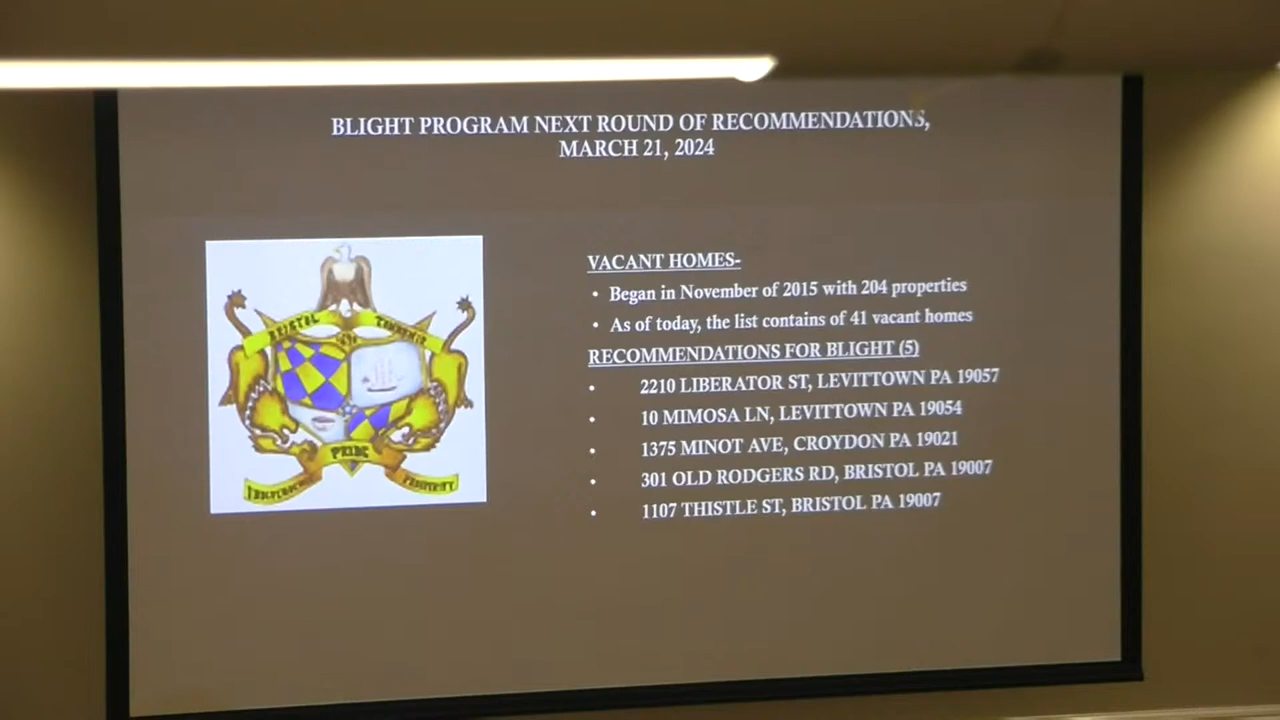 BLIGHT PROGRAM NEXT ROUND OF RECOMMENDATIONS,
MARCH 21, 2024
VACANT HOMES-
• Began in November of 2015 with 204 properties
• As of today, the list contains of 41 vacant homes
RECOMMENDATIONS FOR BLIGHT (5)
• 2210 LIBERATOR ST, LEVITTOWN PA 19057
• 10 MIMOSA LN, LEVITTOWN PA 19054
• 1375 MINOT AVE, CROYDON PA 19021
• 301 OLD RODGERS RD, BRISTOL PA 19007
• 1107 THISTLE ST, BRISTOL PA 19007
BRISTOL TOWNSHIP
PRIDE
PROSPERITY